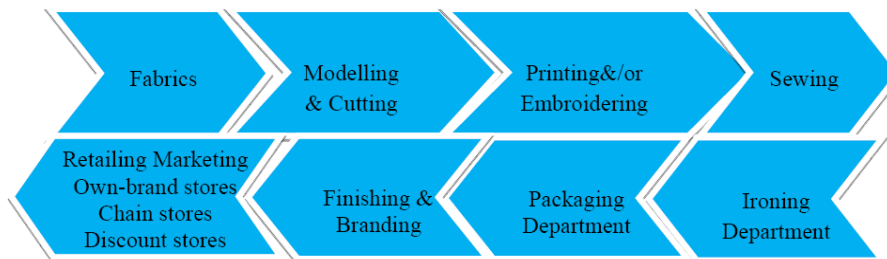 Fabrics
Modelling
& Cutting
Printing&/or
Embroidering
Sewing
Retailing Marketing
Own-brand stores
Chain stores
Discount stores
Finishing &
Branding
Packaging
Department
Ironing
Department